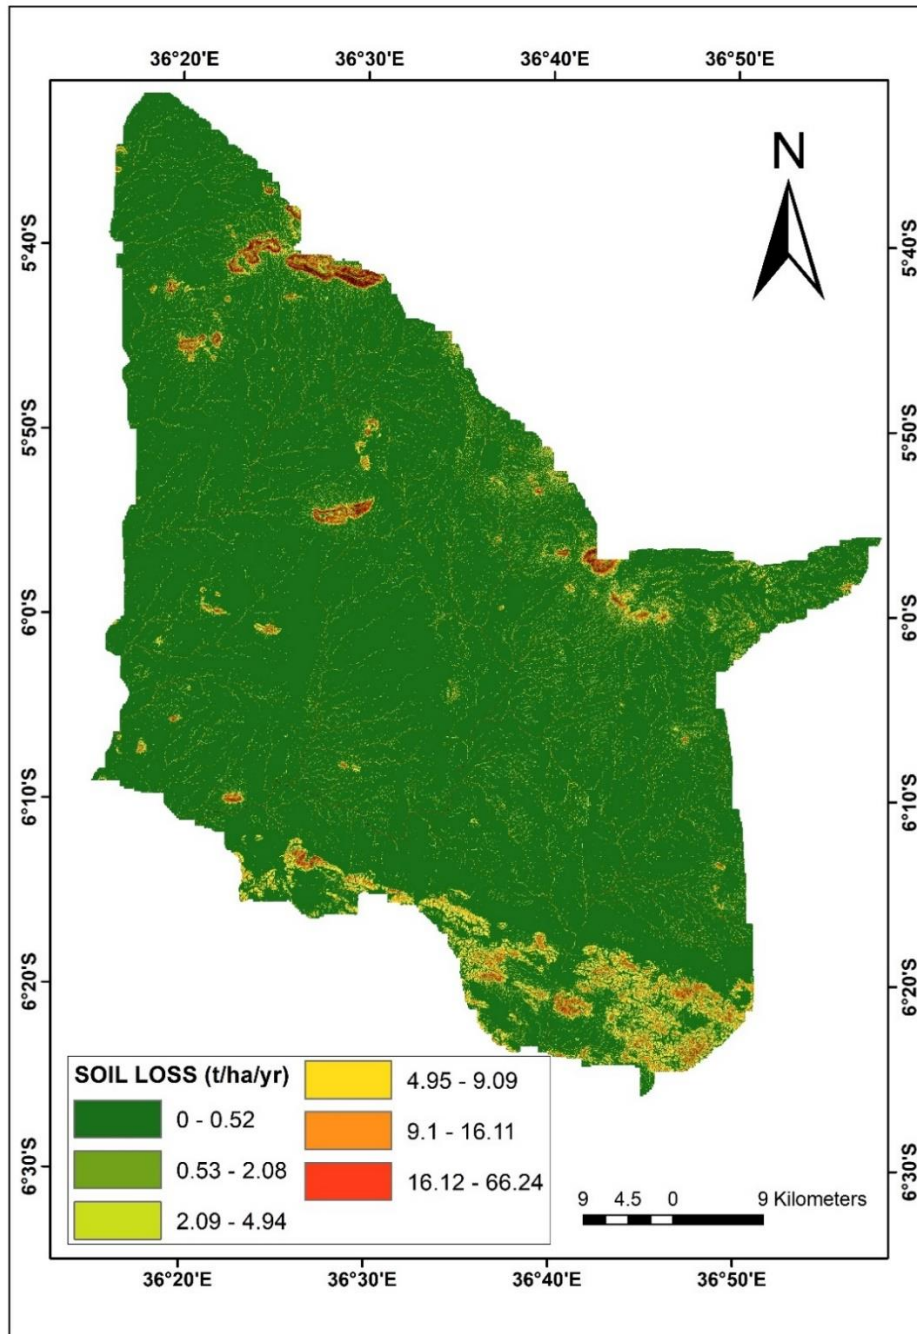 36°20'E 36°30'E 36°40'E 36°50'E
N
5°40'S 5°40'S
5°50'S 5°50'S
6°0'S 6°0'S
6°10'S 6°10'S
6°20'S 6°20'S
6°30'S 6°30'S
SOIL LOSS (t/ha/yr)
0 - 0.52
0.53 - 2.08
2.09 - 4.94
4.95 - 9.09
9.1 - 16.11
16.12 - 66.24
9 4.5 0 9 Kilometers
36°20'E 36°30'E 36°40'E 36°50'E